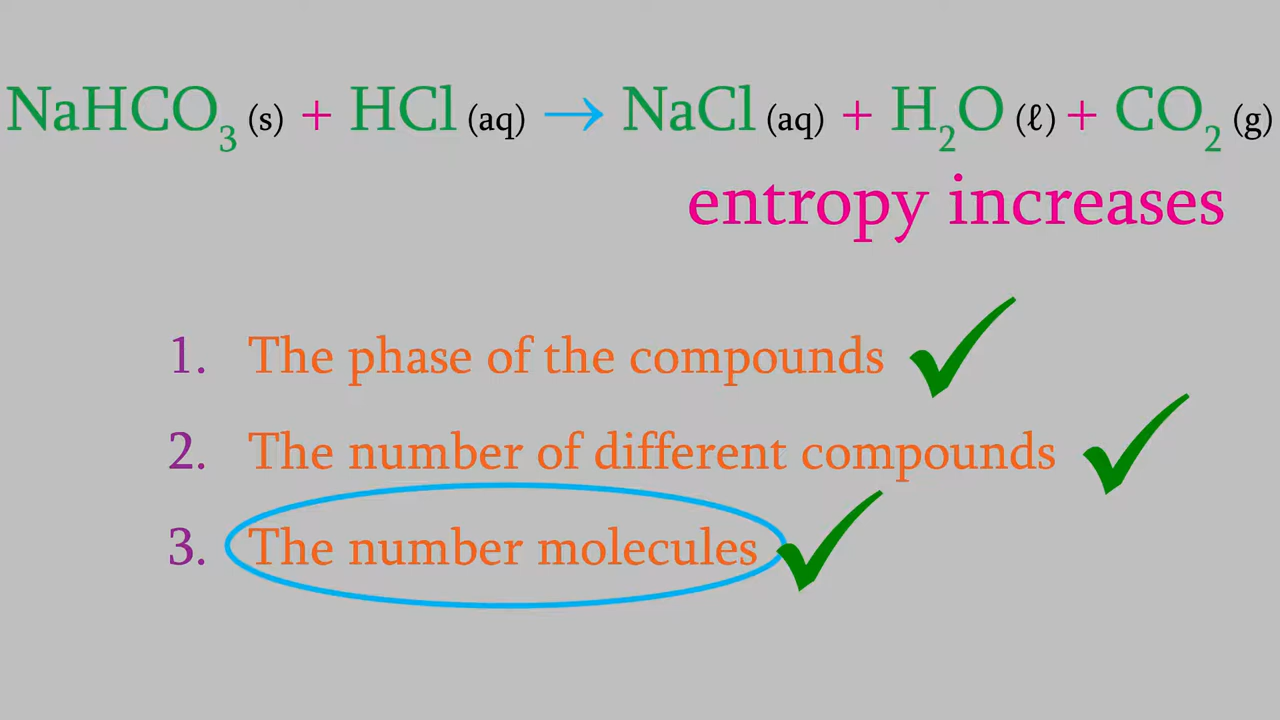 NaHCO₃ (s) + HCl (aq) → NaCl (aq) + H₂O (ℓ) + CO₂ (g)
entropy increases
1. The phase of the compounds
2. The number of different compounds
3. The number molecules